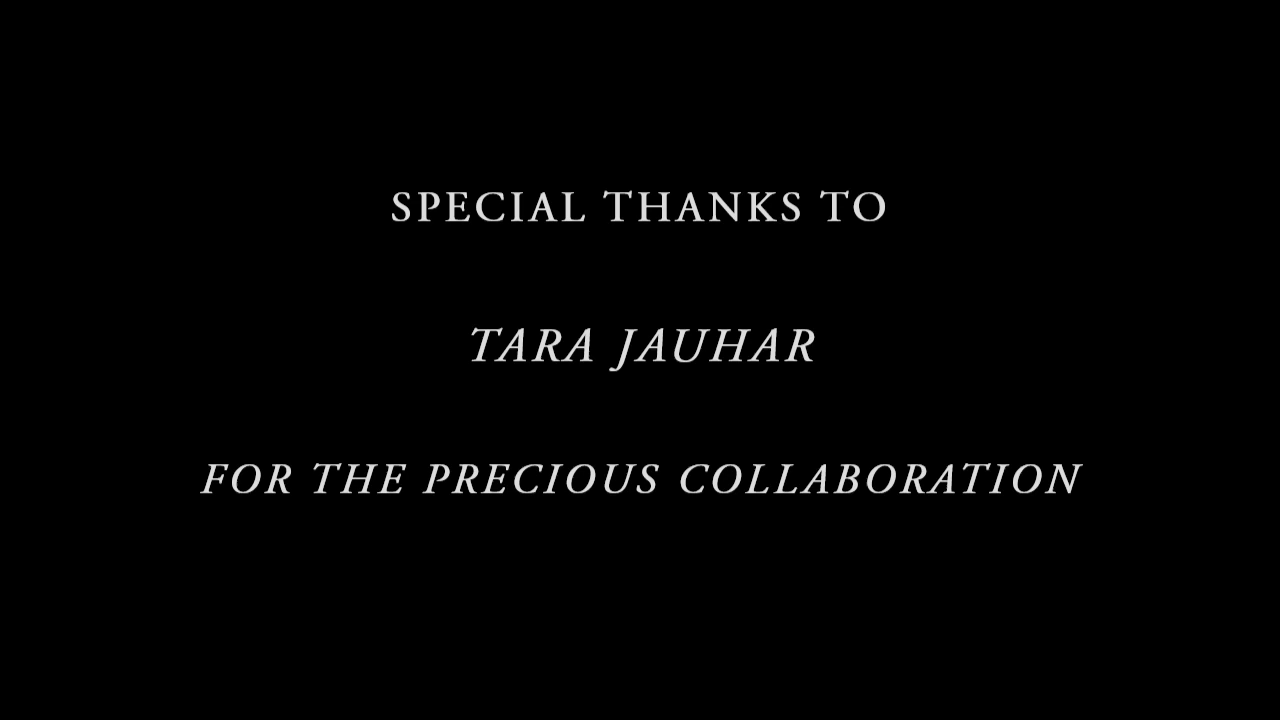 SPECIAL THANKS TO
TARA JAUHAR
FOR THE PRECIOUS COLLABORATION